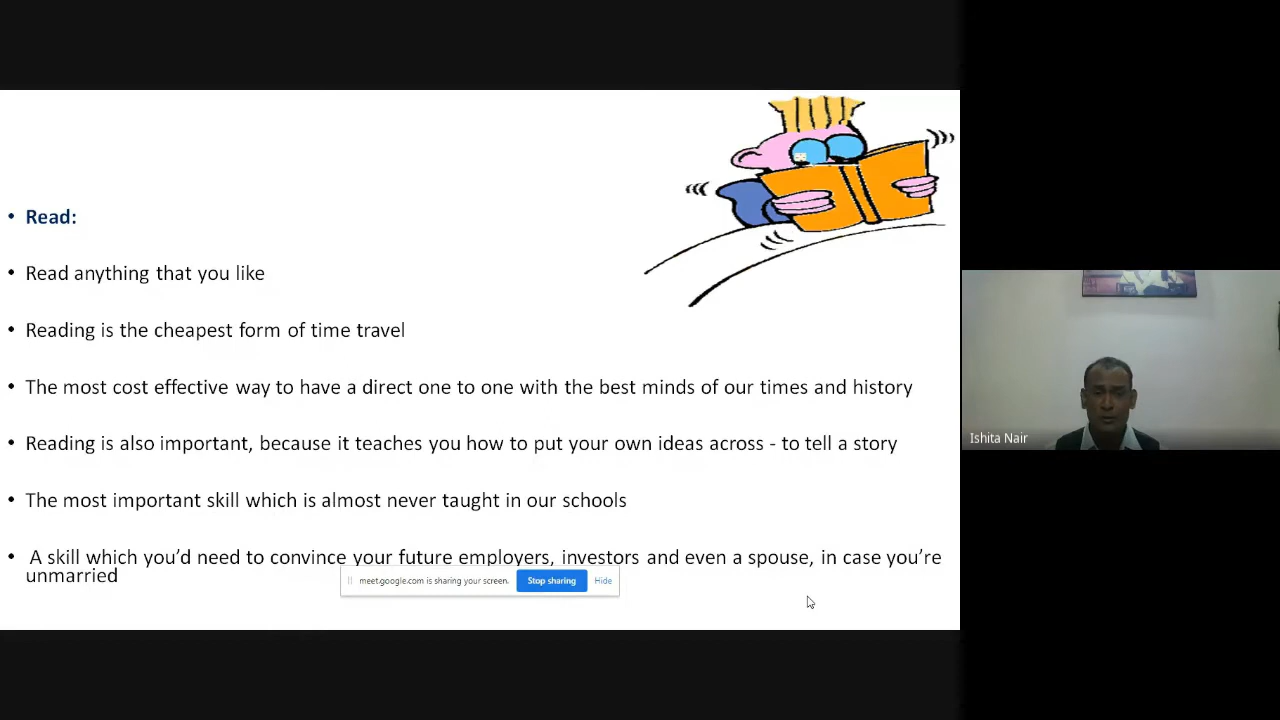 • Read:
• Read anything that you like
• Reading is the cheapest form of time travel
• The most cost effective way to have a direct one to one with the best minds of our times and history
• Reading is also important, because it teaches you how to put your own ideas across - to tell a story
• The most important skill which is almost never taught in our schools
• A skill which you’d need to convince your future employers, investors and even a spouse, in case you’re
unmarried
meet.google.com is sharing your screen. Stop sharing Hide
Ishita Nair